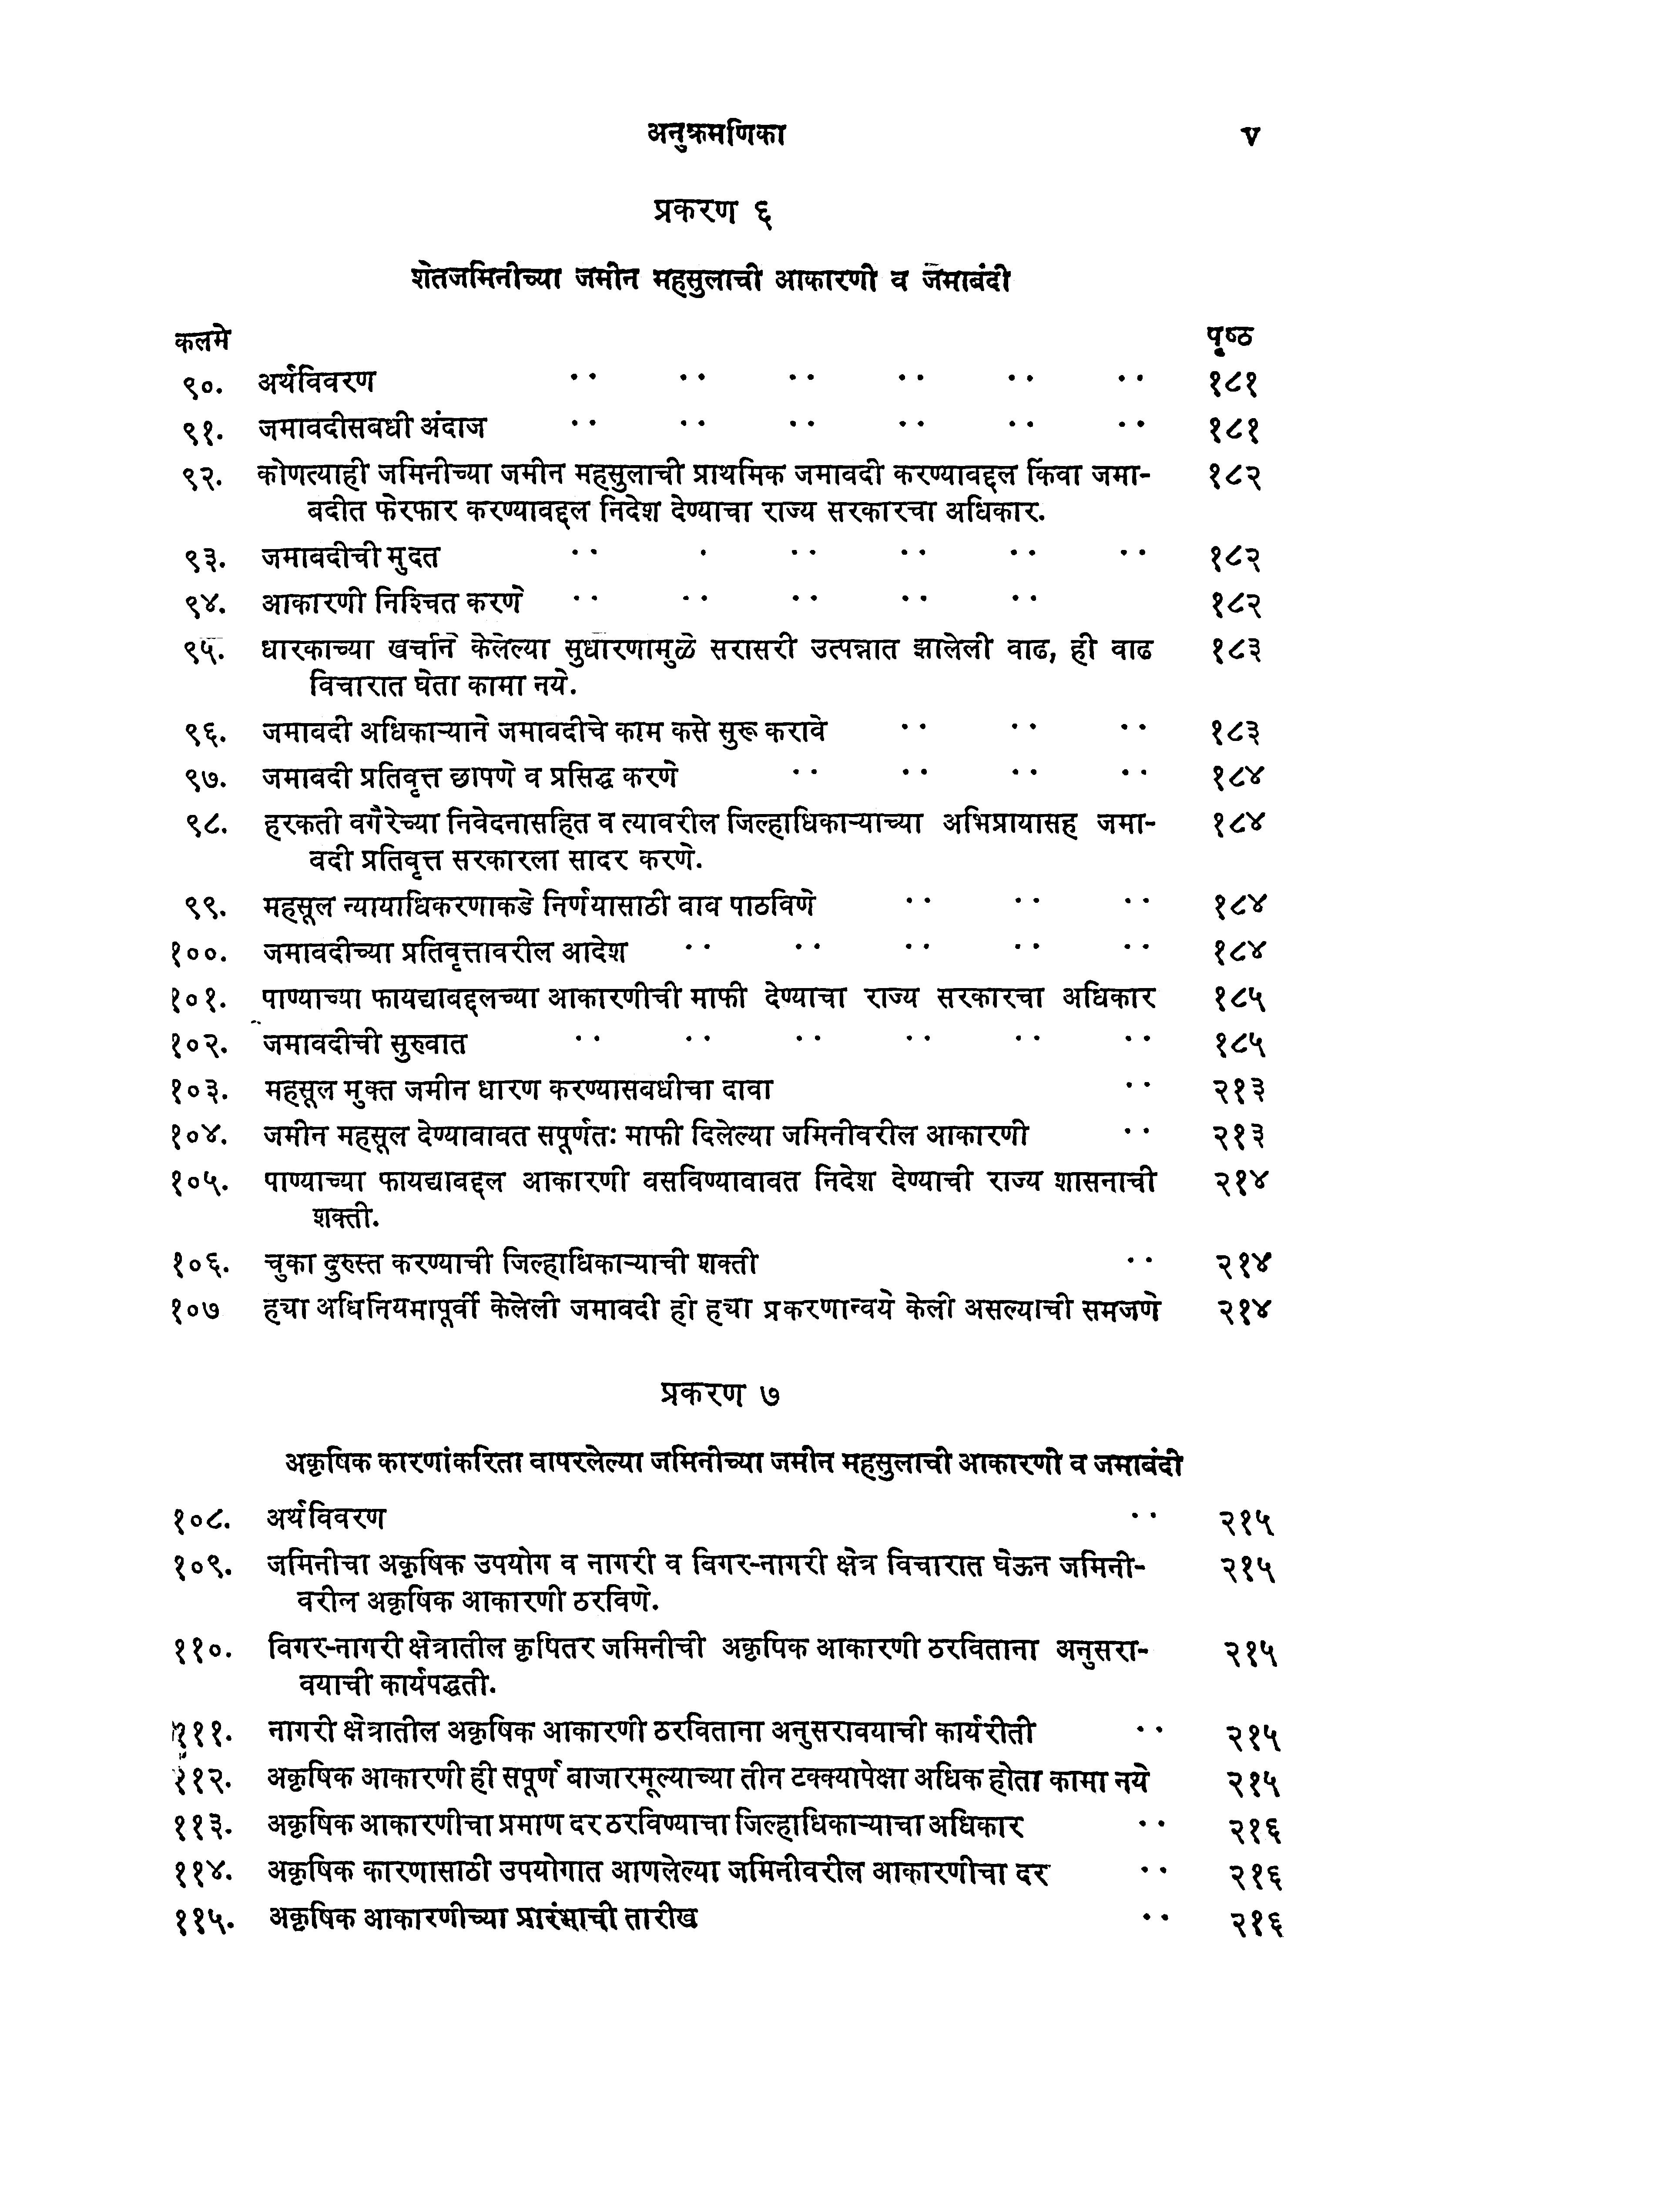 अनुक्रमणिका v
प्रकरण ६
शेतजमिनीच्या जमीन महसुलाची आकारणी व जमाबंदी
कलमे पृष्ठ
९०. अर्थविवरण .. .. .. .. .. .. १८१
९१. जमावदीसबधी अंदाज .. .. .. .. .. .. १८१
९२. कोणत्याही जमिनीच्या जमीन महसुलाची प्राथमिक जमावदी करण्यावद्दल किंवा जमा- १८२
बदीत फेरफार करण्यावद्दल निदेश देण्याचा राज्य सरकारचा अधिकार.
९३. जमावदीची मुदत .. . .. .. .. .. १८२
९४. आकारणी निश्चित करणे .. .. .. .. .. १८२
९५. धारकाच्या खर्चाने केलेल्या सुधारणामुळे सरासरी उत्पन्नात झालेली वाढ, ही वाढ १८३
विचारात घेता कामा नये.
९६. जमावदी अधिकाऱ्याने जमावदीचे काम कसे सुरू करावे .. .. .. १८३
९७. जमावदी प्रतिवृत्त छापणे व प्रसिद्ध करणे .. .. .. .. १८४
९८. हरकती वगैरेच्या निवेदनासहित व त्यावरील जिल्हाधिकाऱ्याच्या अभिप्रायासह जमा- १८४
वदी प्रतिवृत्त सरकारला सादर करणे.
९९. महसूल न्यायाधिकरणाकडे निर्णयासाठी वाव पाठविणे .. .. .. १८४
१००. जमावदीच्या प्रतिवृत्तावरील आदेश .. .. .. .. .. १८४
१०१. पाण्याच्या फायद्याबद्दलच्या आकारणीची माफी देण्याचा राज्य सरकारचा अधिकार १८५
१०२. जमावदीची सुरुवात .. .. .. .. .. .. १८५
१०३. महसूल मुक्त जमीन धारण करण्यासवधीचा दावा .. २१३
१०४. जमीन महसूल देण्यावावत सपूर्णतः माफी दिलेल्या जमिनीवरील आकारणी .. २१३
१०५. पाण्याच्या फायद्याबद्दल आकारणी वसविण्यावावत निदेश देण्याची राज्य शासनाची २१४
शक्ती.
१०६. चुका दुरुस्त करण्याची जिल्हाधिकाऱ्याची शक्ती .. २१४
१०७ ह्या अधिनियमापूर्वी केलेली जमावदी ही ह्या प्रकरणान्वये केली असल्याची समजणे २१४
प्रकरण ७
अकृषिक कारणांकरिता वापरलेल्या जमिनीच्या जमीन महसुलाची आकारणी व जमाबंदी
१०८. अर्थविवरण .. २१५
१०९. जमिनीचा अकृषिक उपयोग व नागरी व विगर-नागरी क्षेत्र विचारात घेऊन जमिनी- २१५
वरील अकृषिक आकारणी ठरविणे.
११०. विगर-नागरी क्षेत्रातील कृपितर जमिनीची अकृपिक आकारणी ठरविताना अनुसरा- २१५
वयाची कार्यपद्धती.
१११. नागरी क्षेत्रातील अकृषिक आकारणी ठरविताना अनुसरावयाची कार्यरीती .. २१५
११२. अकृषिक आकारणी ही सपूर्ण बाजारमूल्याच्या तीन टक्क्यापेक्षा अधिक होता कामा नये २१५
११३. अकृषिक आकारणीचा प्रमाण दर ठरविण्याचा जिल्हाधिकाऱ्याचा अधिकार .. २१६
११४. अकृषिक कारणासाठी उपयोगात आणलेल्या जमिनीवरील आकारणीचा दर .. २१६
११५. अकृषिक आकारणीच्या प्रारंभाची तारीख .. २१६